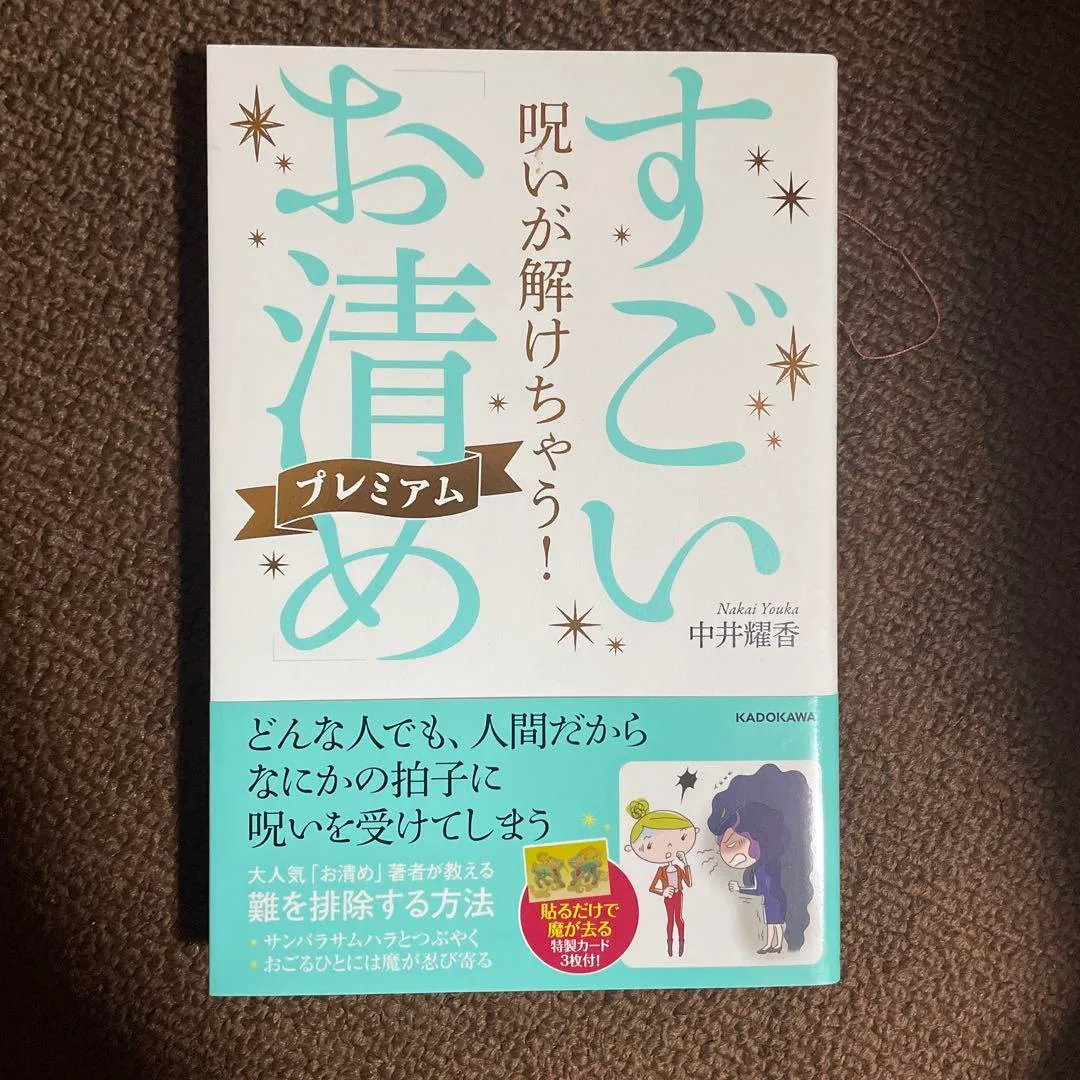 すごい
呪いが解けちゃう!
「お清め」
プレミアム
Nakai Youka
中井耀香
KADOKAWA
どんな人でも、人間だから
なにかの拍子に
呪いを受けてしまう
大人気「お清め」著者が教える
難を排除する方法
・サンバラサムハラとつぶやく
・おごるひとには魔が忍び寄る
貼るだけで
魔が去る
特製カード
3枚付!